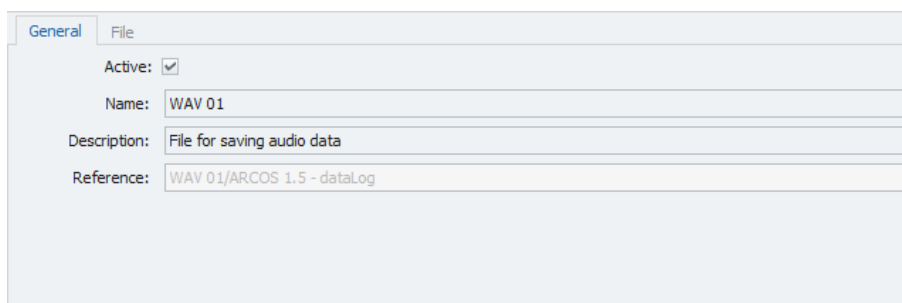 General File
Active:
Name: WAV 01
Description: File for saving audio data
Reference: WAV 01/ARCOS 1.5 - dataLog